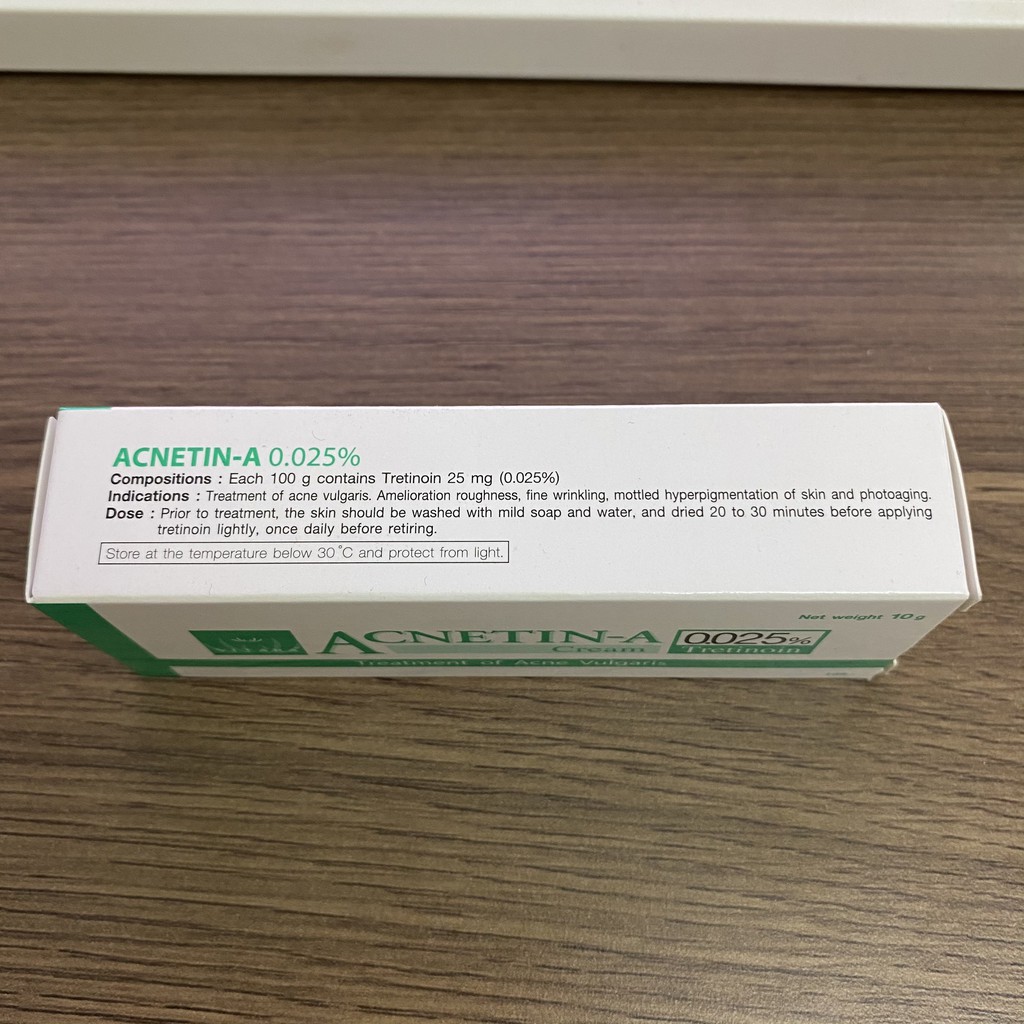 ACNETIN-A 0.025%
Compositions : Each 100 g contains Tretinoin 25 mg (0.025%)
Indications : Treatment of acne vulgaris. Amelioration roughness, fine wrinkling, mottled hyperpigmentation of skin and photoaging.
Dose : Prior to treatment, the skin should be washed with mild soap and water, and dried 20 to 30 minutes before applying
tretinoin lightly, once daily before retiring.
Store at the temperature below 30 °C and protect from light.
Net weight 10 g
ACNETIN-A 0.025%
Cream Tretinoin
Treatment of Acne Vulgaris